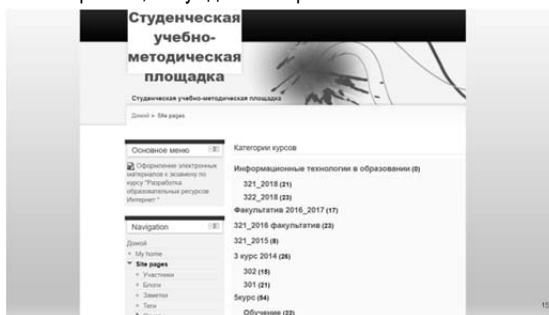 Студенческая
учебно-
методическая
площадка
Студенческая учебно-методическая площадка
Домой ► Site pages
Основное меню
Оформление электронных
материалов к экзамену по
курсу "Разработка
образовательных ресурсов
Интернет "
Navigation
Домой
My home
Site pages
Участники
Блоги
Заметки
Теги
Категории курсов
Информационные технологии в образовании (0)
321_2018 (21)
322_2018 (23)
Факультатив 2016_2017 (17)
321_2016 факультатив (23)
321_2015 (8)
3 курс 2014 (26)
302 (15)
301 (21)
5курс (54)
Обучение (22)
15